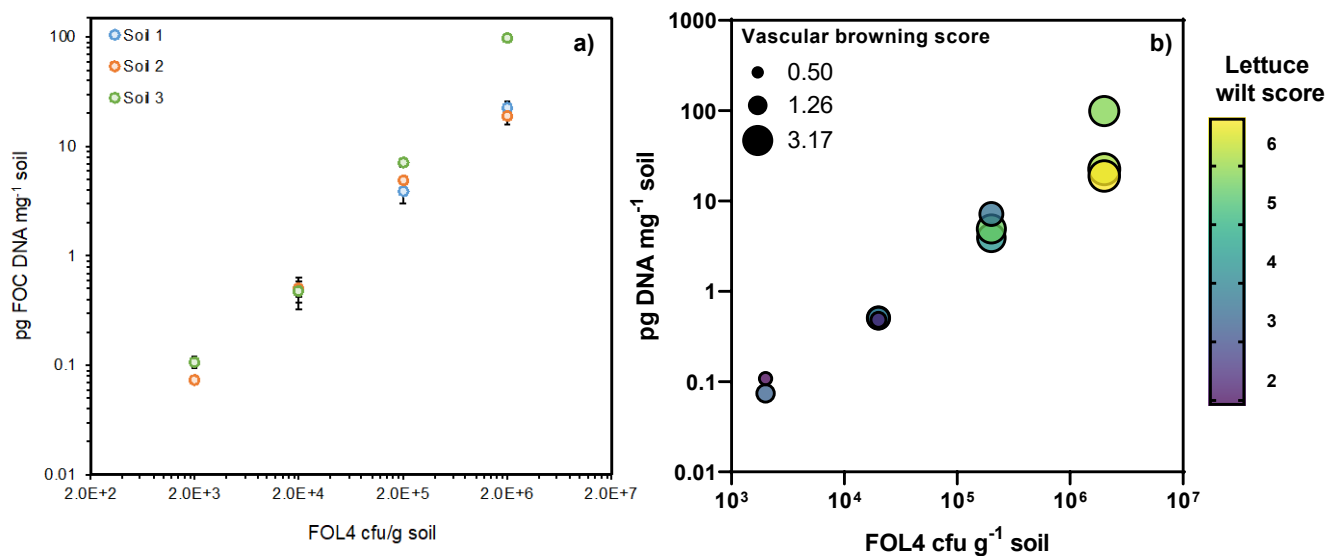 a)
Soil 1
Soil 2
Soil 3
100
10
1
0.1
0.01
pg FOC DNA mg⁻¹ soil
2.0E+2 2.0E+3 2.0E+4 2.0E+5 2.0E+6 2.0E+7
FOL4 cfu/g soil
b)
Vascular browning score
0.50
1.26
3.17
1000
100
10
1
0.1
0.01
pg DNA mg⁻¹ soil
10³ 10⁴ 10⁵ 10⁶ 10⁷
FOL4 cfu g⁻¹ soil
Lettuce
wilt score
6
5
4
3
2